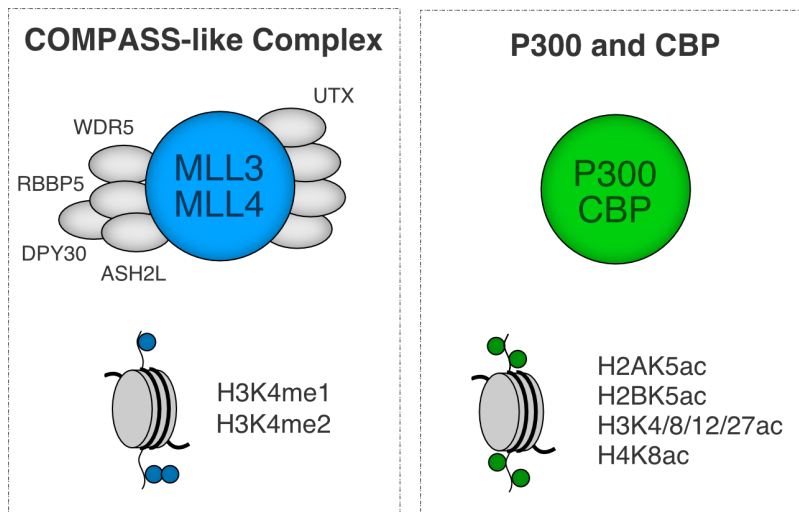 COMPASS-like Complex
UTX
WDR5
MLL3
MLL4
RBBP5
DPY30
ASH2L
H3K4me1
H3K4me2
P300 and CBP
P300
CBP
H2AK5ac
H2BK5ac
H3K4/8/12/27ac
H4K8ac